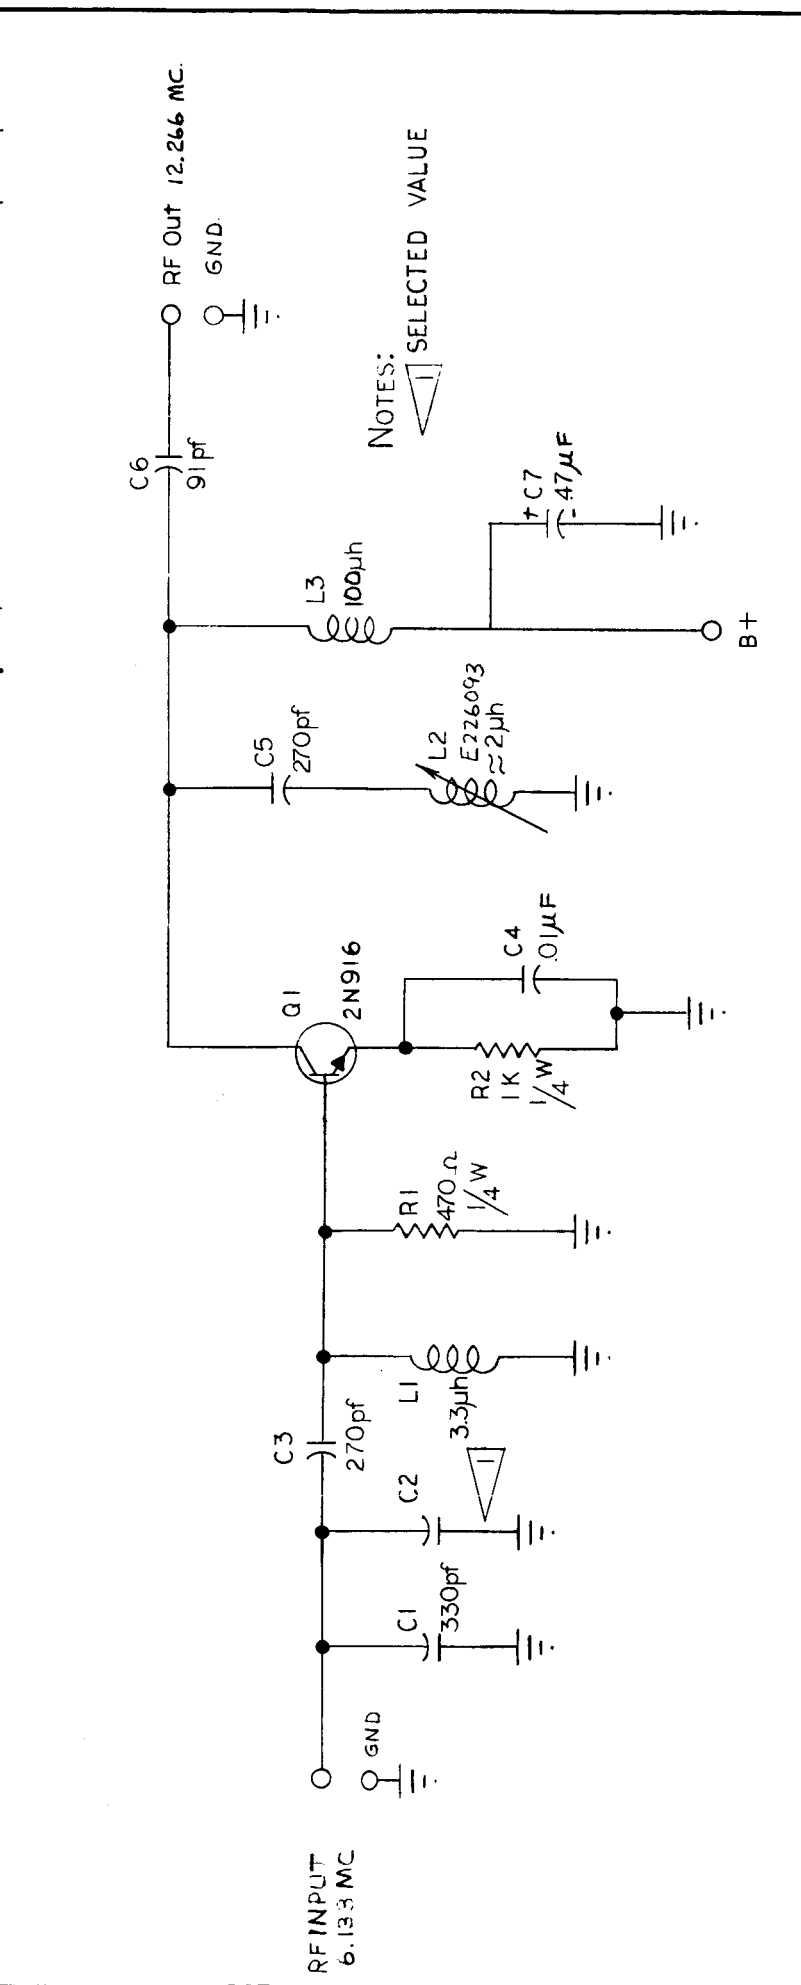 RF INPUT
6.133 MC
GND
C1
330pf
C2
1
C3
270pf
L1
3.3µh
R1
470Ω
1/4 W
Q1
2N916
R2
1K
1/4 W
C4
.01µF
C5
270pf
L2
E226093
≈2µh
L3
100µh
B+
+ C7
- .47µF
C6
91pf
RF Out 12.266 MC.
GND.
NOTES:
1 SELECTED VALUE